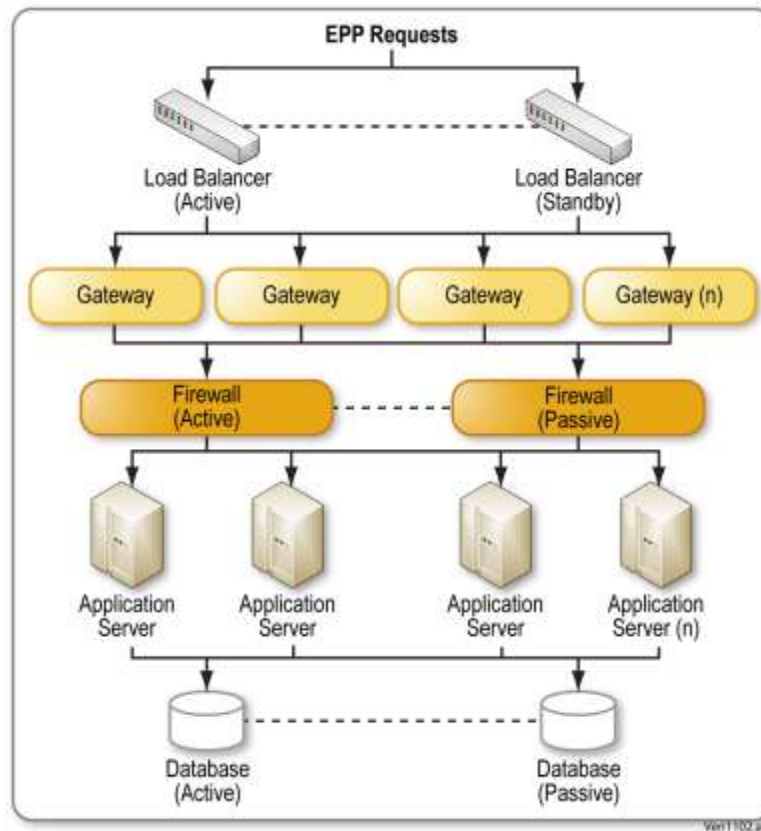 EPP Requests
Load Balancer
(Active)
Load Balancer
(Standby)
Gateway
Gateway
Gateway
Gateway (n)
Firewall
(Active)
Firewall
(Passive)
Application
Server
Application
Server
Application
Server
Application
Server (n)
Database
(Active)
Database
(Passive)